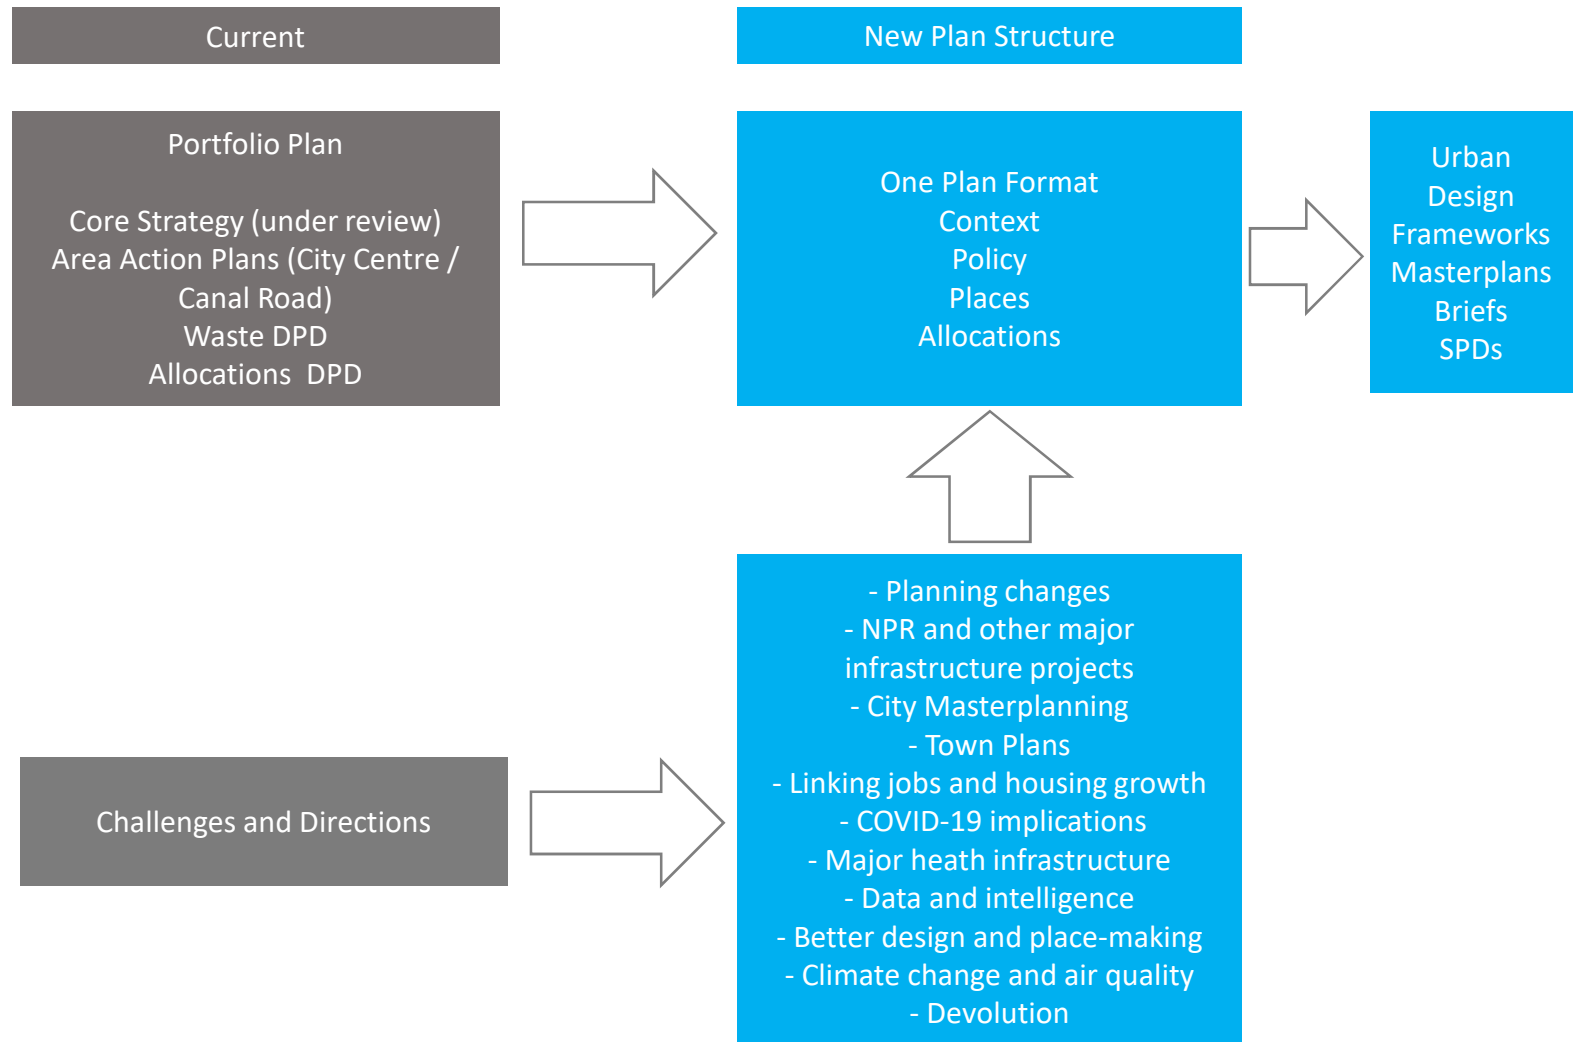 Current
New Plan Structure
Portfolio Plan
Core Strategy (under review)
Area Action Plans (City Centre /
Canal Road)
Waste DPD
Allocations  DPD
One Plan Format
Context
Policy
Places
Allocations
Urban
Design
Frameworks
Masterplans
Briefs
SPDs
Challenges and Directions
- Planning changes
- NPR and other major
infrastructure projects
- City Masterplanning
- Town Plans
- Linking jobs and housing growth
- COVID-19 implications
- Major heath infrastructure
- Data and intelligence
- Better design and place-making
- Climate change and air quality
- Devolution